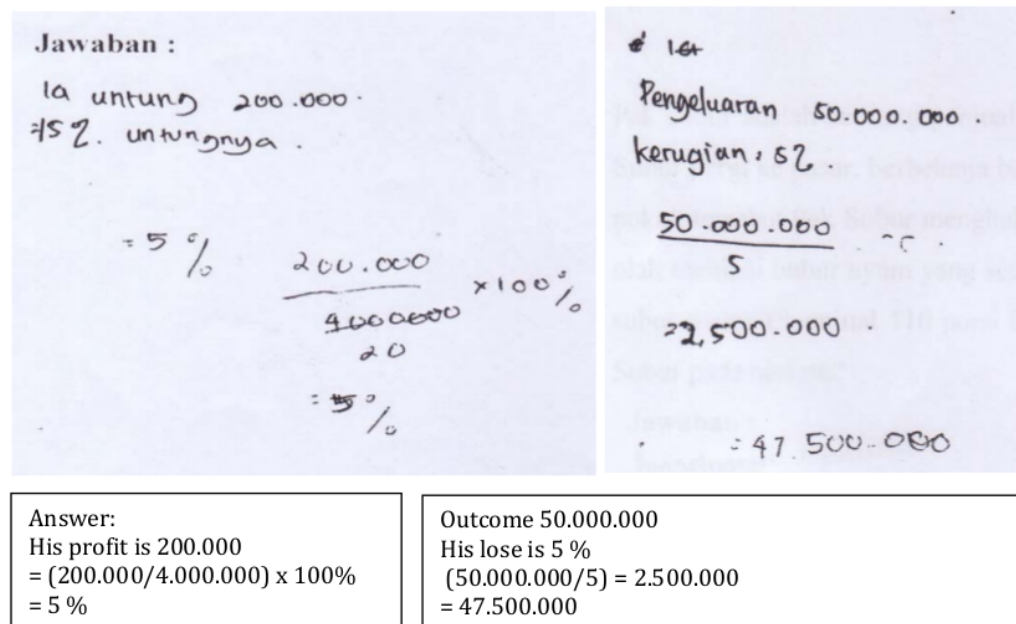 Jawaban :
Ia untung 200.000
=5%. untungnya.
= 5 %
200.000
4000000
x 100 %
20
= 5 %
Pengeluaran 50.000.000
kerugian. 5%
50.000.000
5
=2,500.000
= 47.500.000
Answer:
His profit is 200.000
= (200.000/4.000.000) x 100%
= 5 %
Outcome 50.000.000
His lose is 5 %
(50.000.000/5) = 2.500.000
= 47.500.000